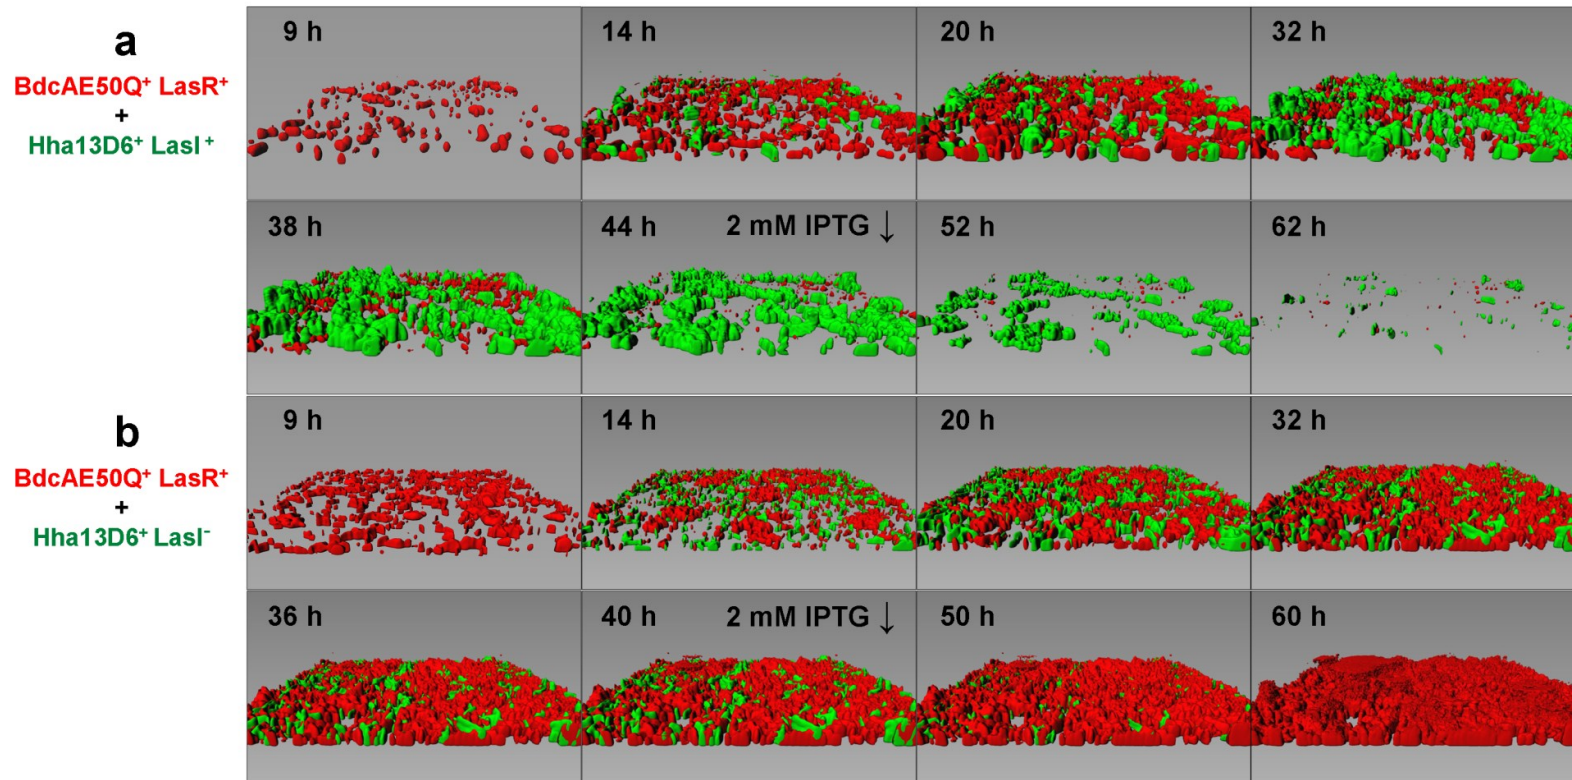 a
BdcAE50Q⁺ LasR⁺
+
Hha13D6⁺ LasI⁺
9 h
14 h
20 h
32 h
38 h
44 h
2 mM IPTG ↓
52 h
62 h
b
BdcAE50Q⁺ LasR⁺
+
Hha13D6⁺ LasI⁻
9 h
14 h
20 h
32 h
36 h
40 h
2 mM IPTG ↓
50 h
60 h